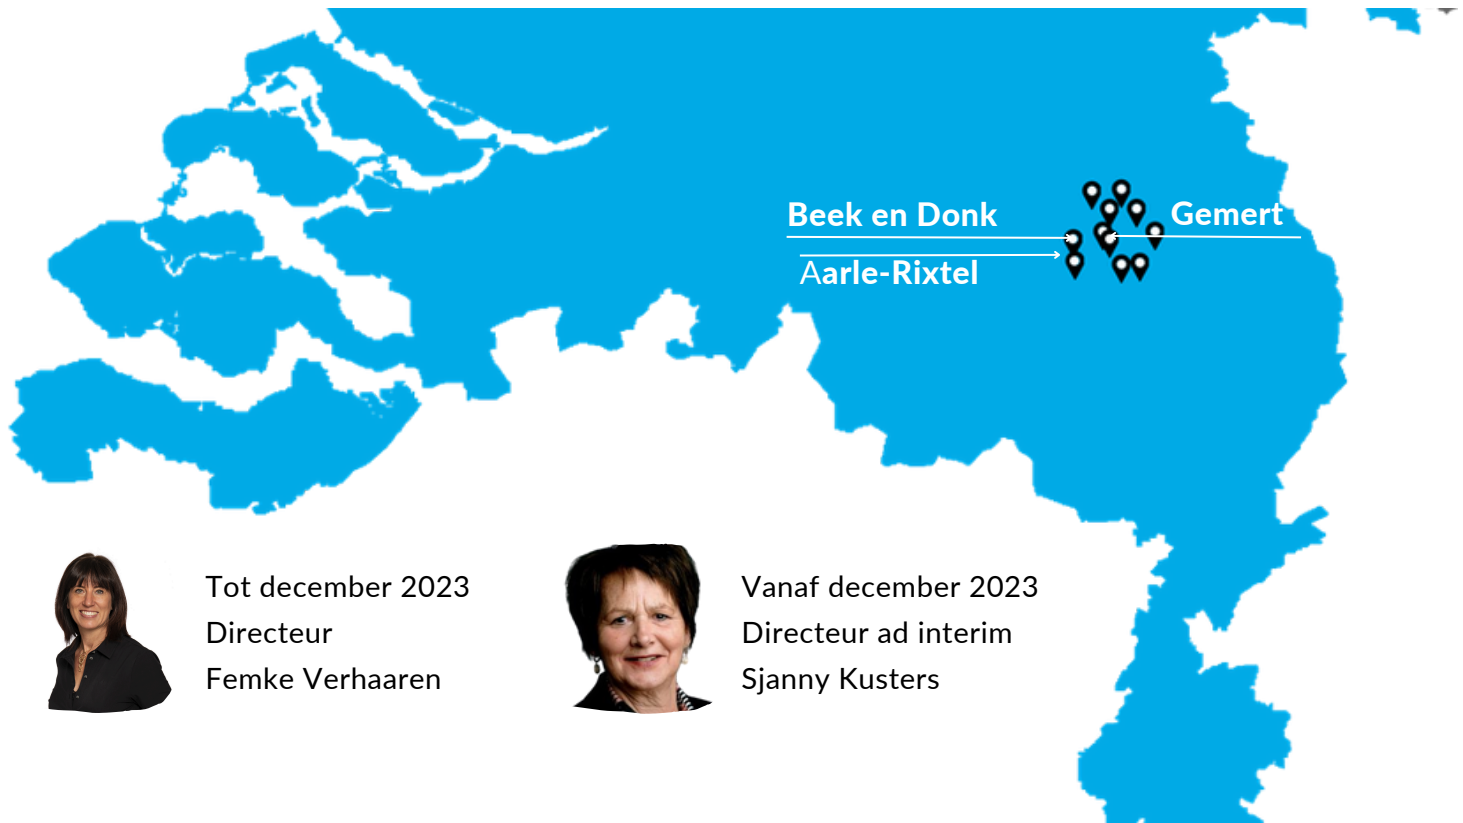 Beek en Donk
Gemert
Aarle-Rixtel
Tot december 2023
Directeur
Femke Verhaaren
Vanaf december 2023
Directeur ad interim
Sjanny Kusters